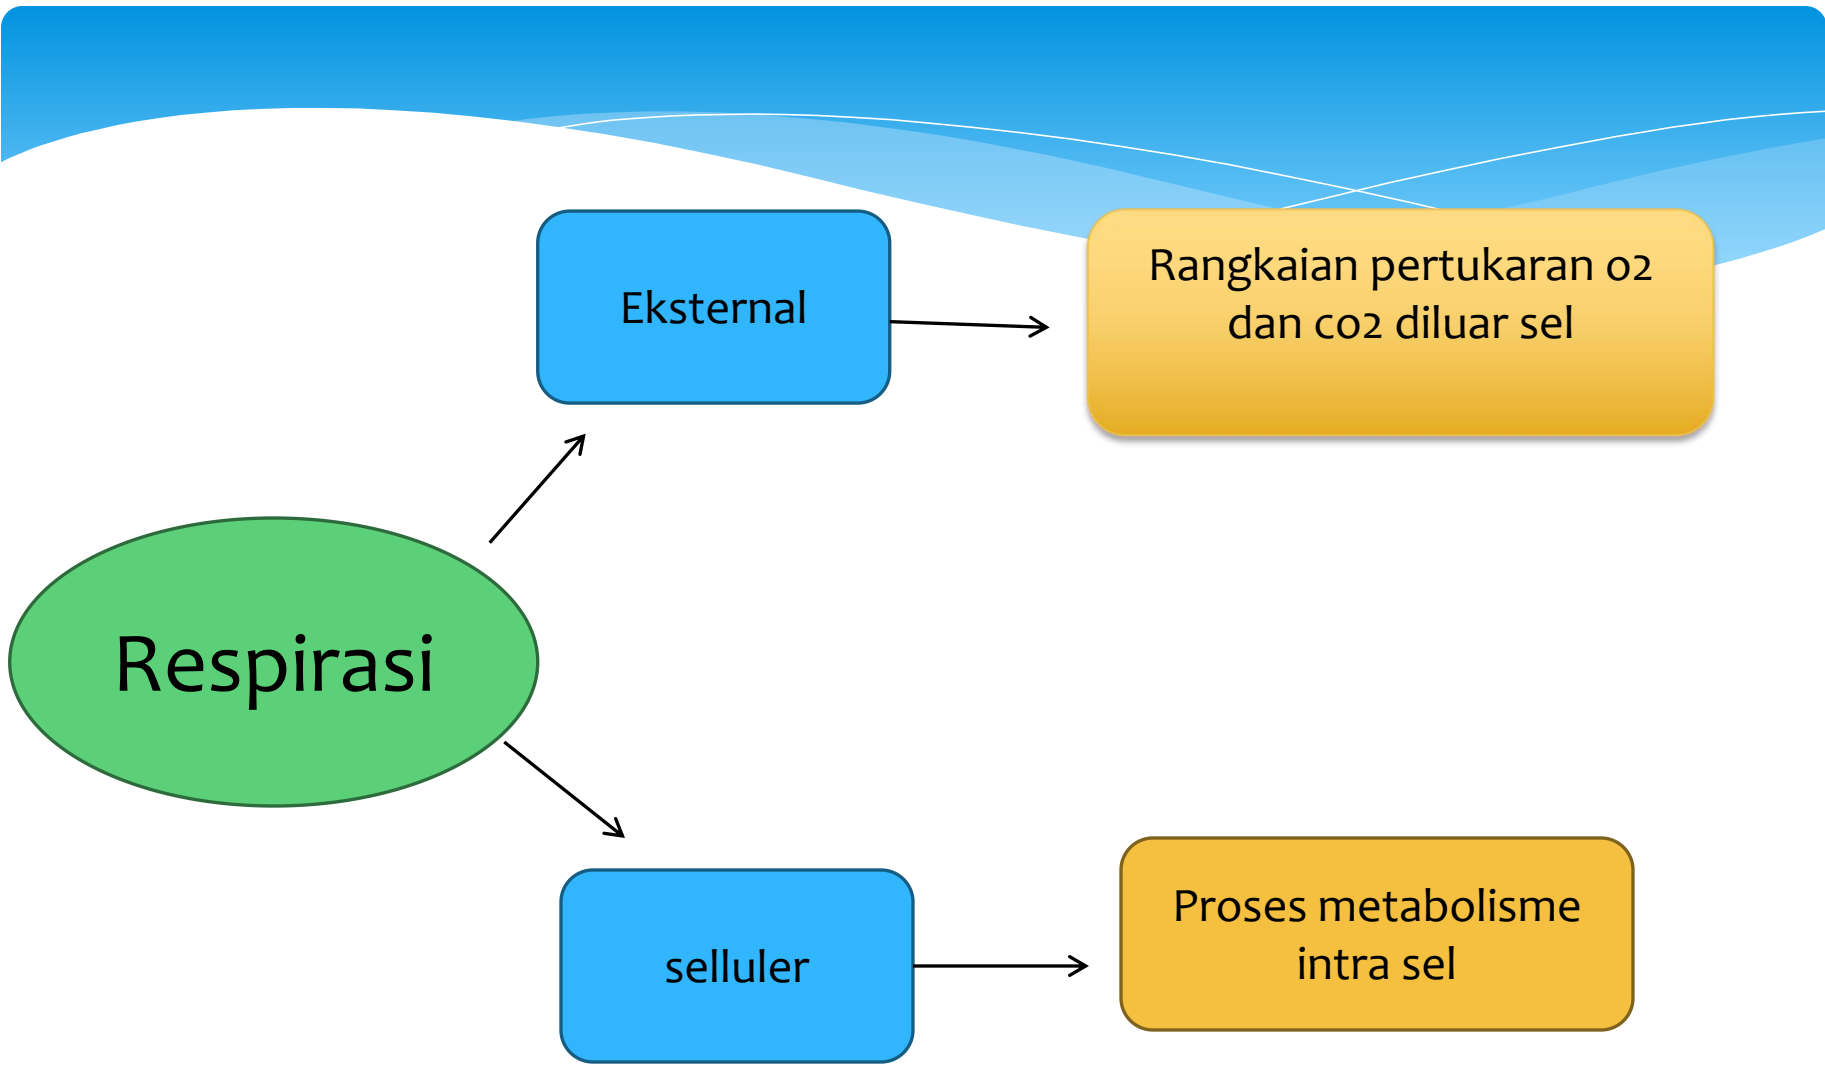 Eksternal
Rangkaian pertukaran o2
dan co2 diluar sel
Respirasi
selluler
Proses metabolisme
intra sel